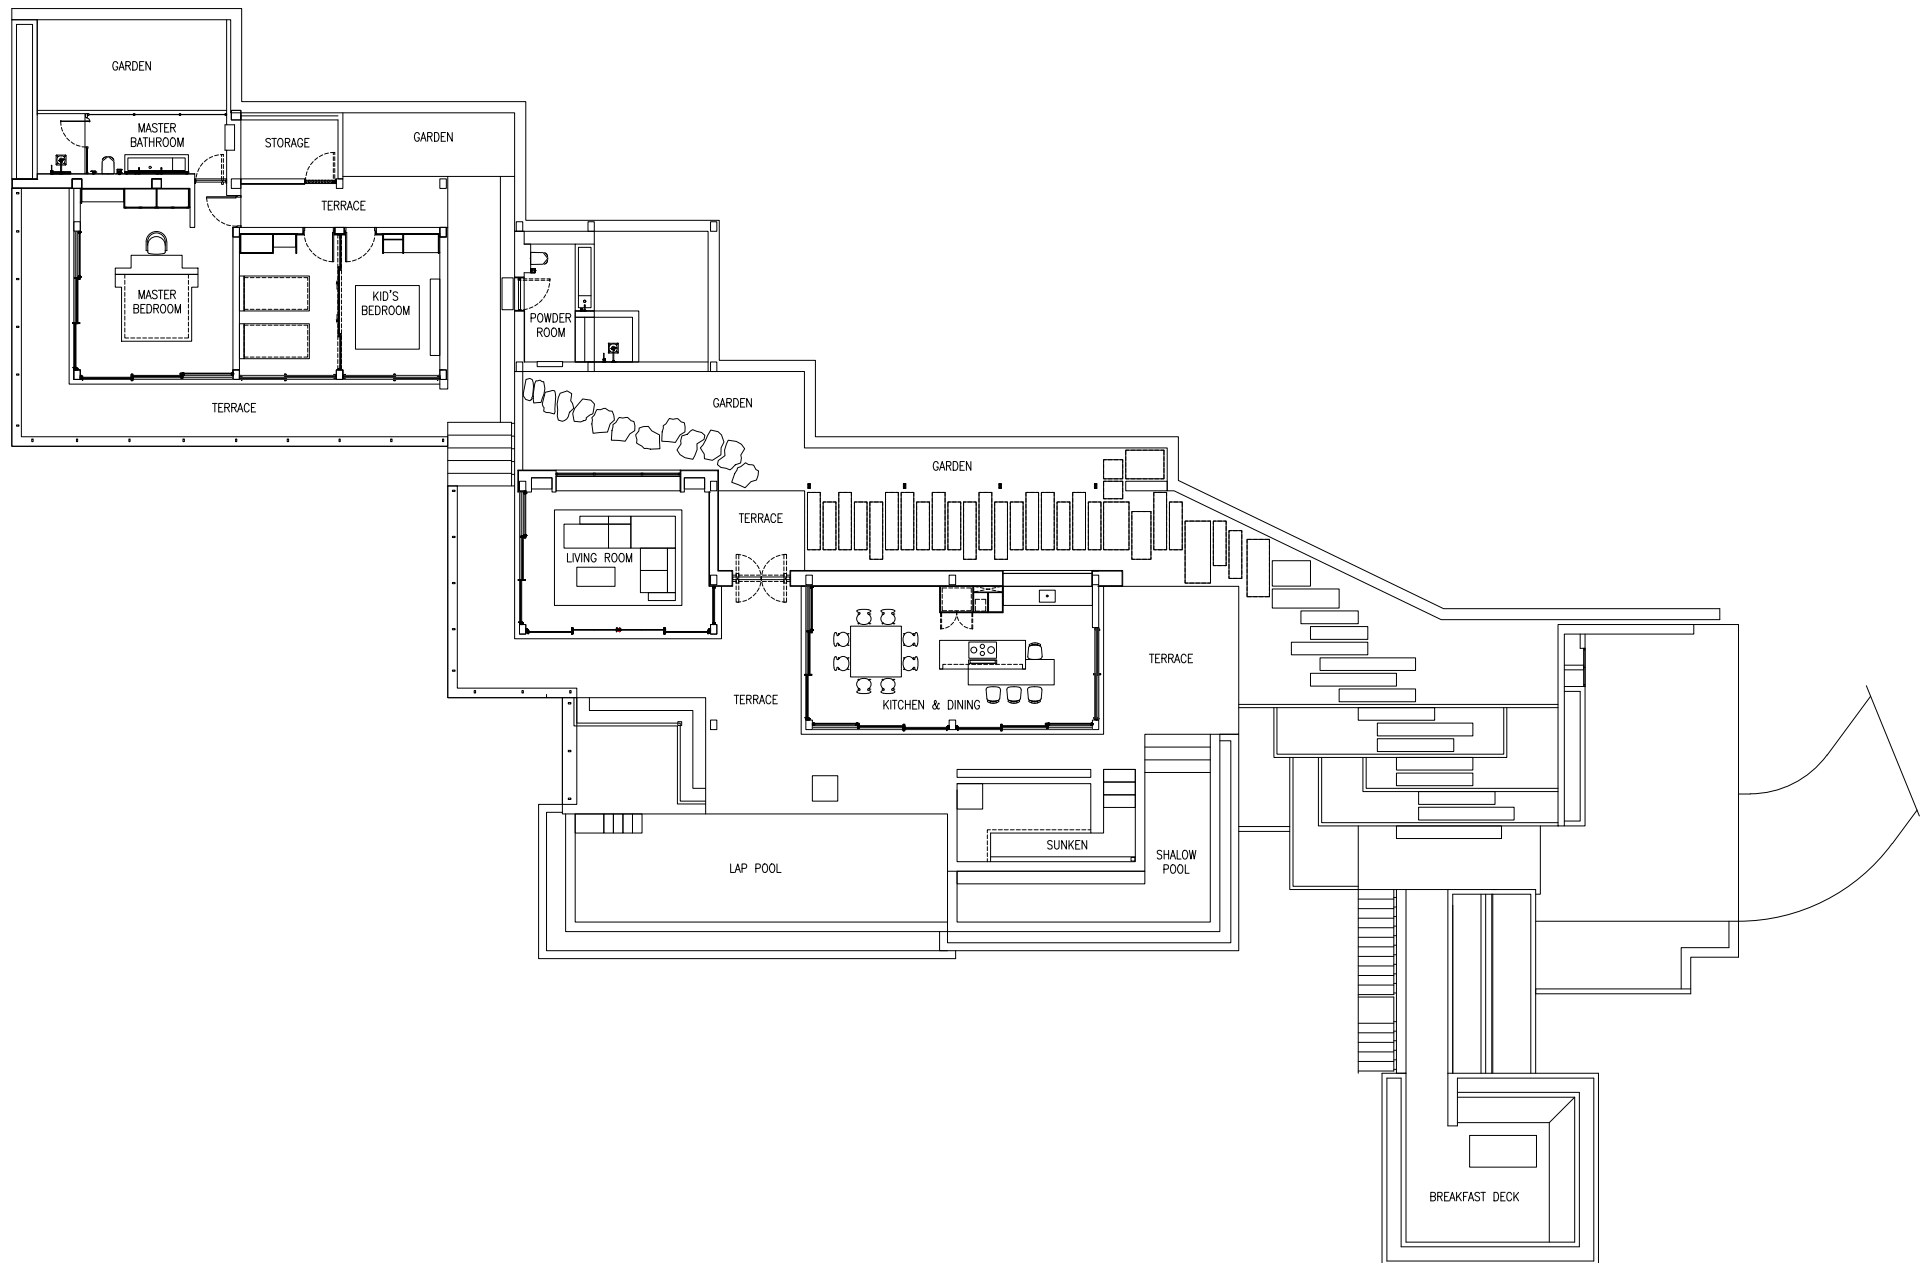 GARDEN
MASTER
BATHROOM
STORAGE
GARDEN
TERRACE
MASTER
BEDROOM
KID'S
BEDROOM
POWDER
ROOM
TERRACE
GARDEN
GARDEN
TERRACE
LIVING ROOM
TERRACE
TERRACE
KITCHEN & DINING
SUNKEN
LAP POOL
SHALOW
POOL
BREAKFAST DECK